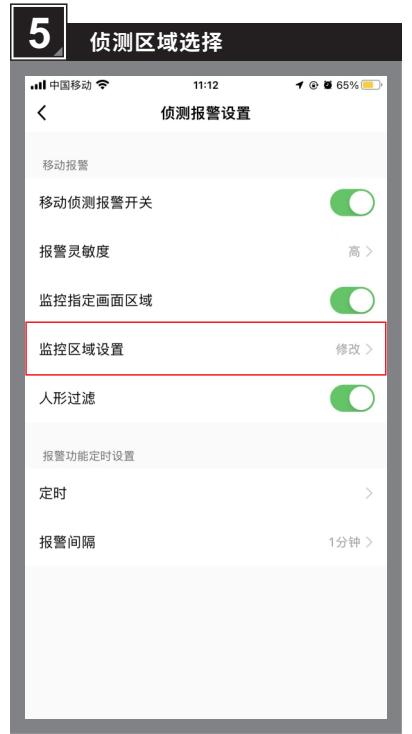 5 侦测区域选择
中国移动 11:12 65%
侦测报警设置
移动报警
移动侦测报警开关
报警灵敏度 高
监控指定画面区域
监控区域设置 修改
人形过滤
报警功能定时设置
定时
报警间隔 1分钟